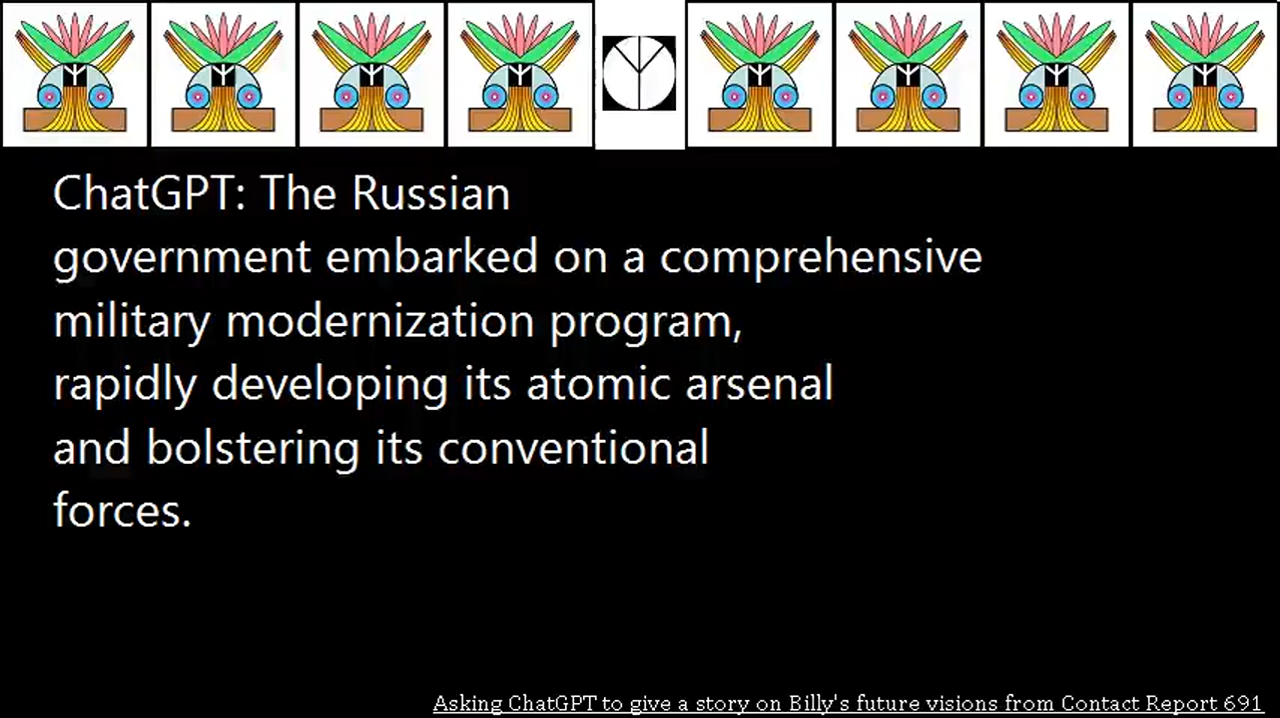 ChatGPT: The Russian
government embarked on a comprehensive
military modernization program,
rapidly developing its atomic arsenal
and bolstering its conventional
forces.
Asking ChatGPT to give a story on Billy's future visions from Contact Report 691